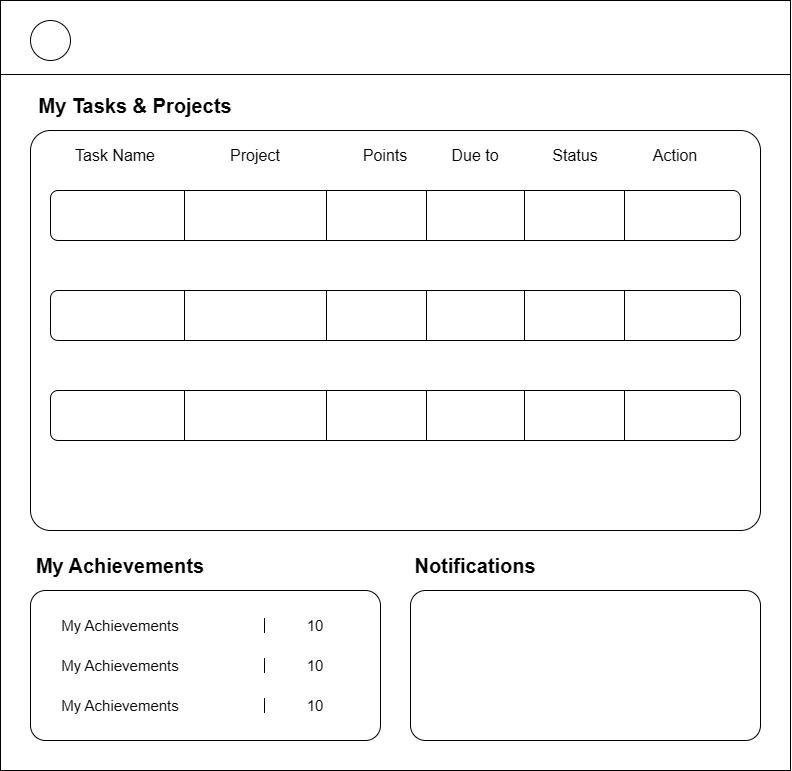 My Tasks & Projects
Task Name Project Points Due to Status Action
My Achievements
My Achievements | 10
My Achievements | 10
My Achievements | 10
Notifications